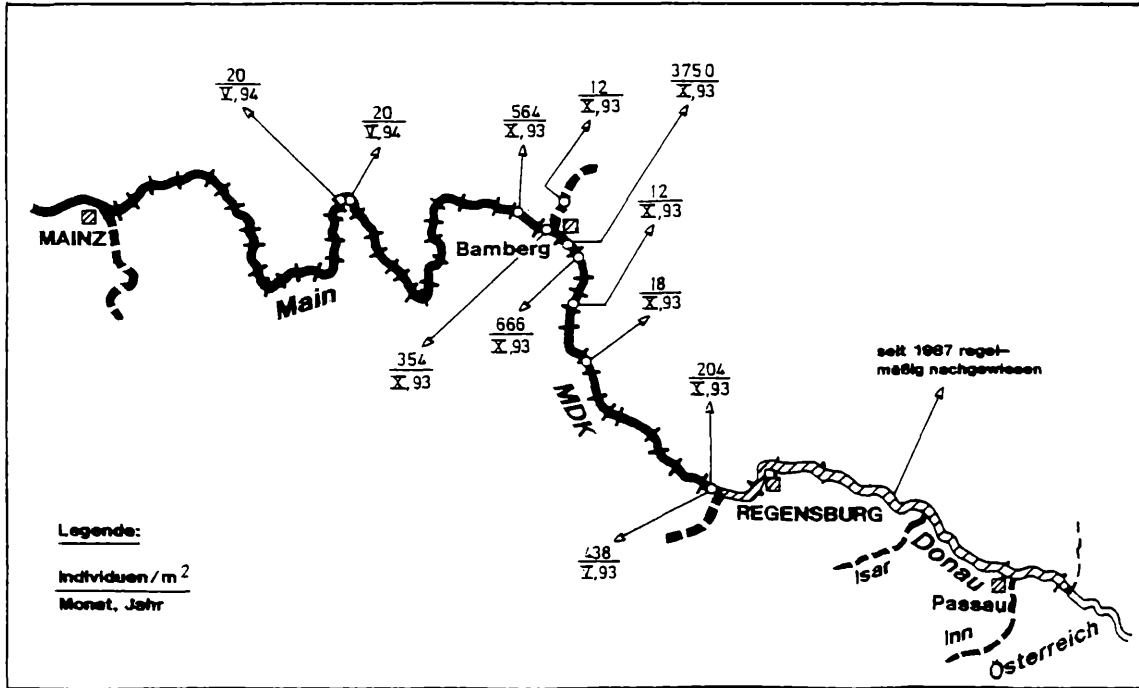 20
V,94
20
V,94
564
X,93
12
X,93
3750
X,93
12
X,93
18
X,93
666
X,93
354
X,93
204
X,93
438
V,93
MAINZ
Main
Bamberg
MDK
seit 1987 regel-
mäßig nachgewiesen
REGENSBURG
Isar
Donau
Passau
Inn
Österreich
Legende:
Individuen/m²
Monat, Jahr